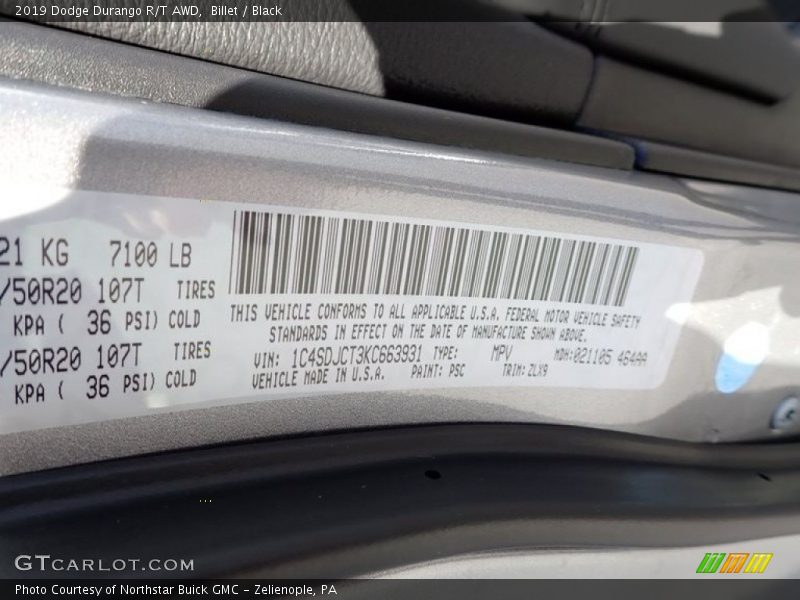 2019 Dodge Durango R/T AWD,  Billet / Black
21 KG 7100 LB
/50R20 107T TIRES
KPA ( 36 PSI) COLD
/50R20 107T TIRES
KPA ( 36 PSI) COLD
THIS VEHICLE CONFORMS TO ALL APPLICABLE U.S.A. FEDERAL MOTOR VEHICLE SAFETY
STANDARDS IN EFFECT ON THE DATE OF MANUFACTURE SHOWN ABOVE.
VIN: 1C4SDJCT3KC663931 TYPE: MPV MDH:021105 464AA
VEHICLE MADE IN U.S.A. PAINT: PSC TRIM: ZLX9
GTCARLOT.COM
Photo Courtesy of Northstar Buick GMC - Zelienople, PA